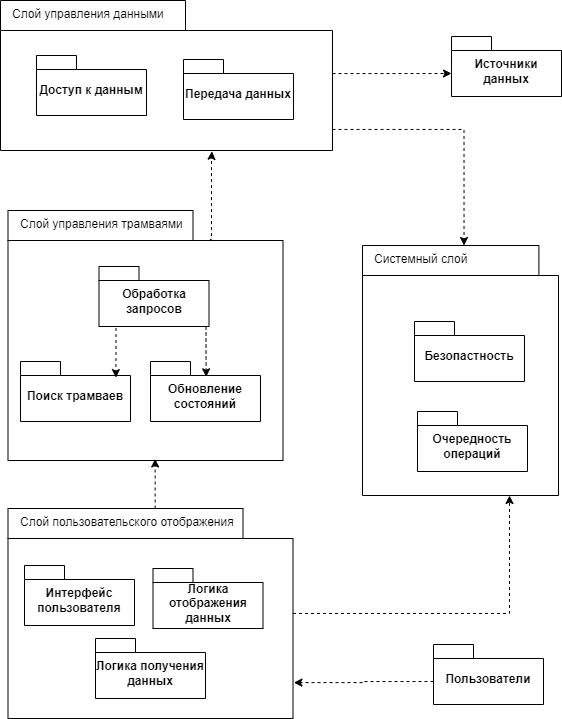 Слой управления данными
Доступ к данным
Передача данных
Источники
данных
Слой управления трамваями
Обработка
запросов
Поиск трамваев
Обновление
состояний
Системный слой
Безопастность
Очередность
операций
Слой пользовательского отображения
Интерфейс
пользователя
Логика
отображения
данных
Логика получения
данных
Пользователи